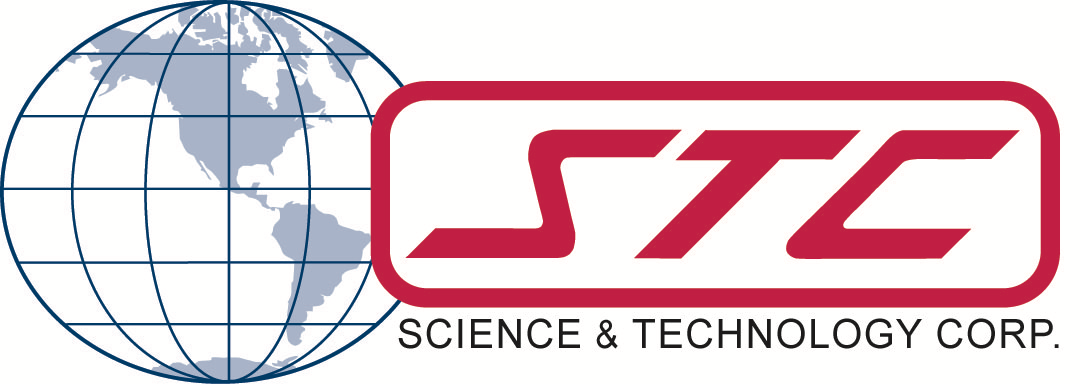 STC
SCIENCE & TECHNOLOGY CORP.